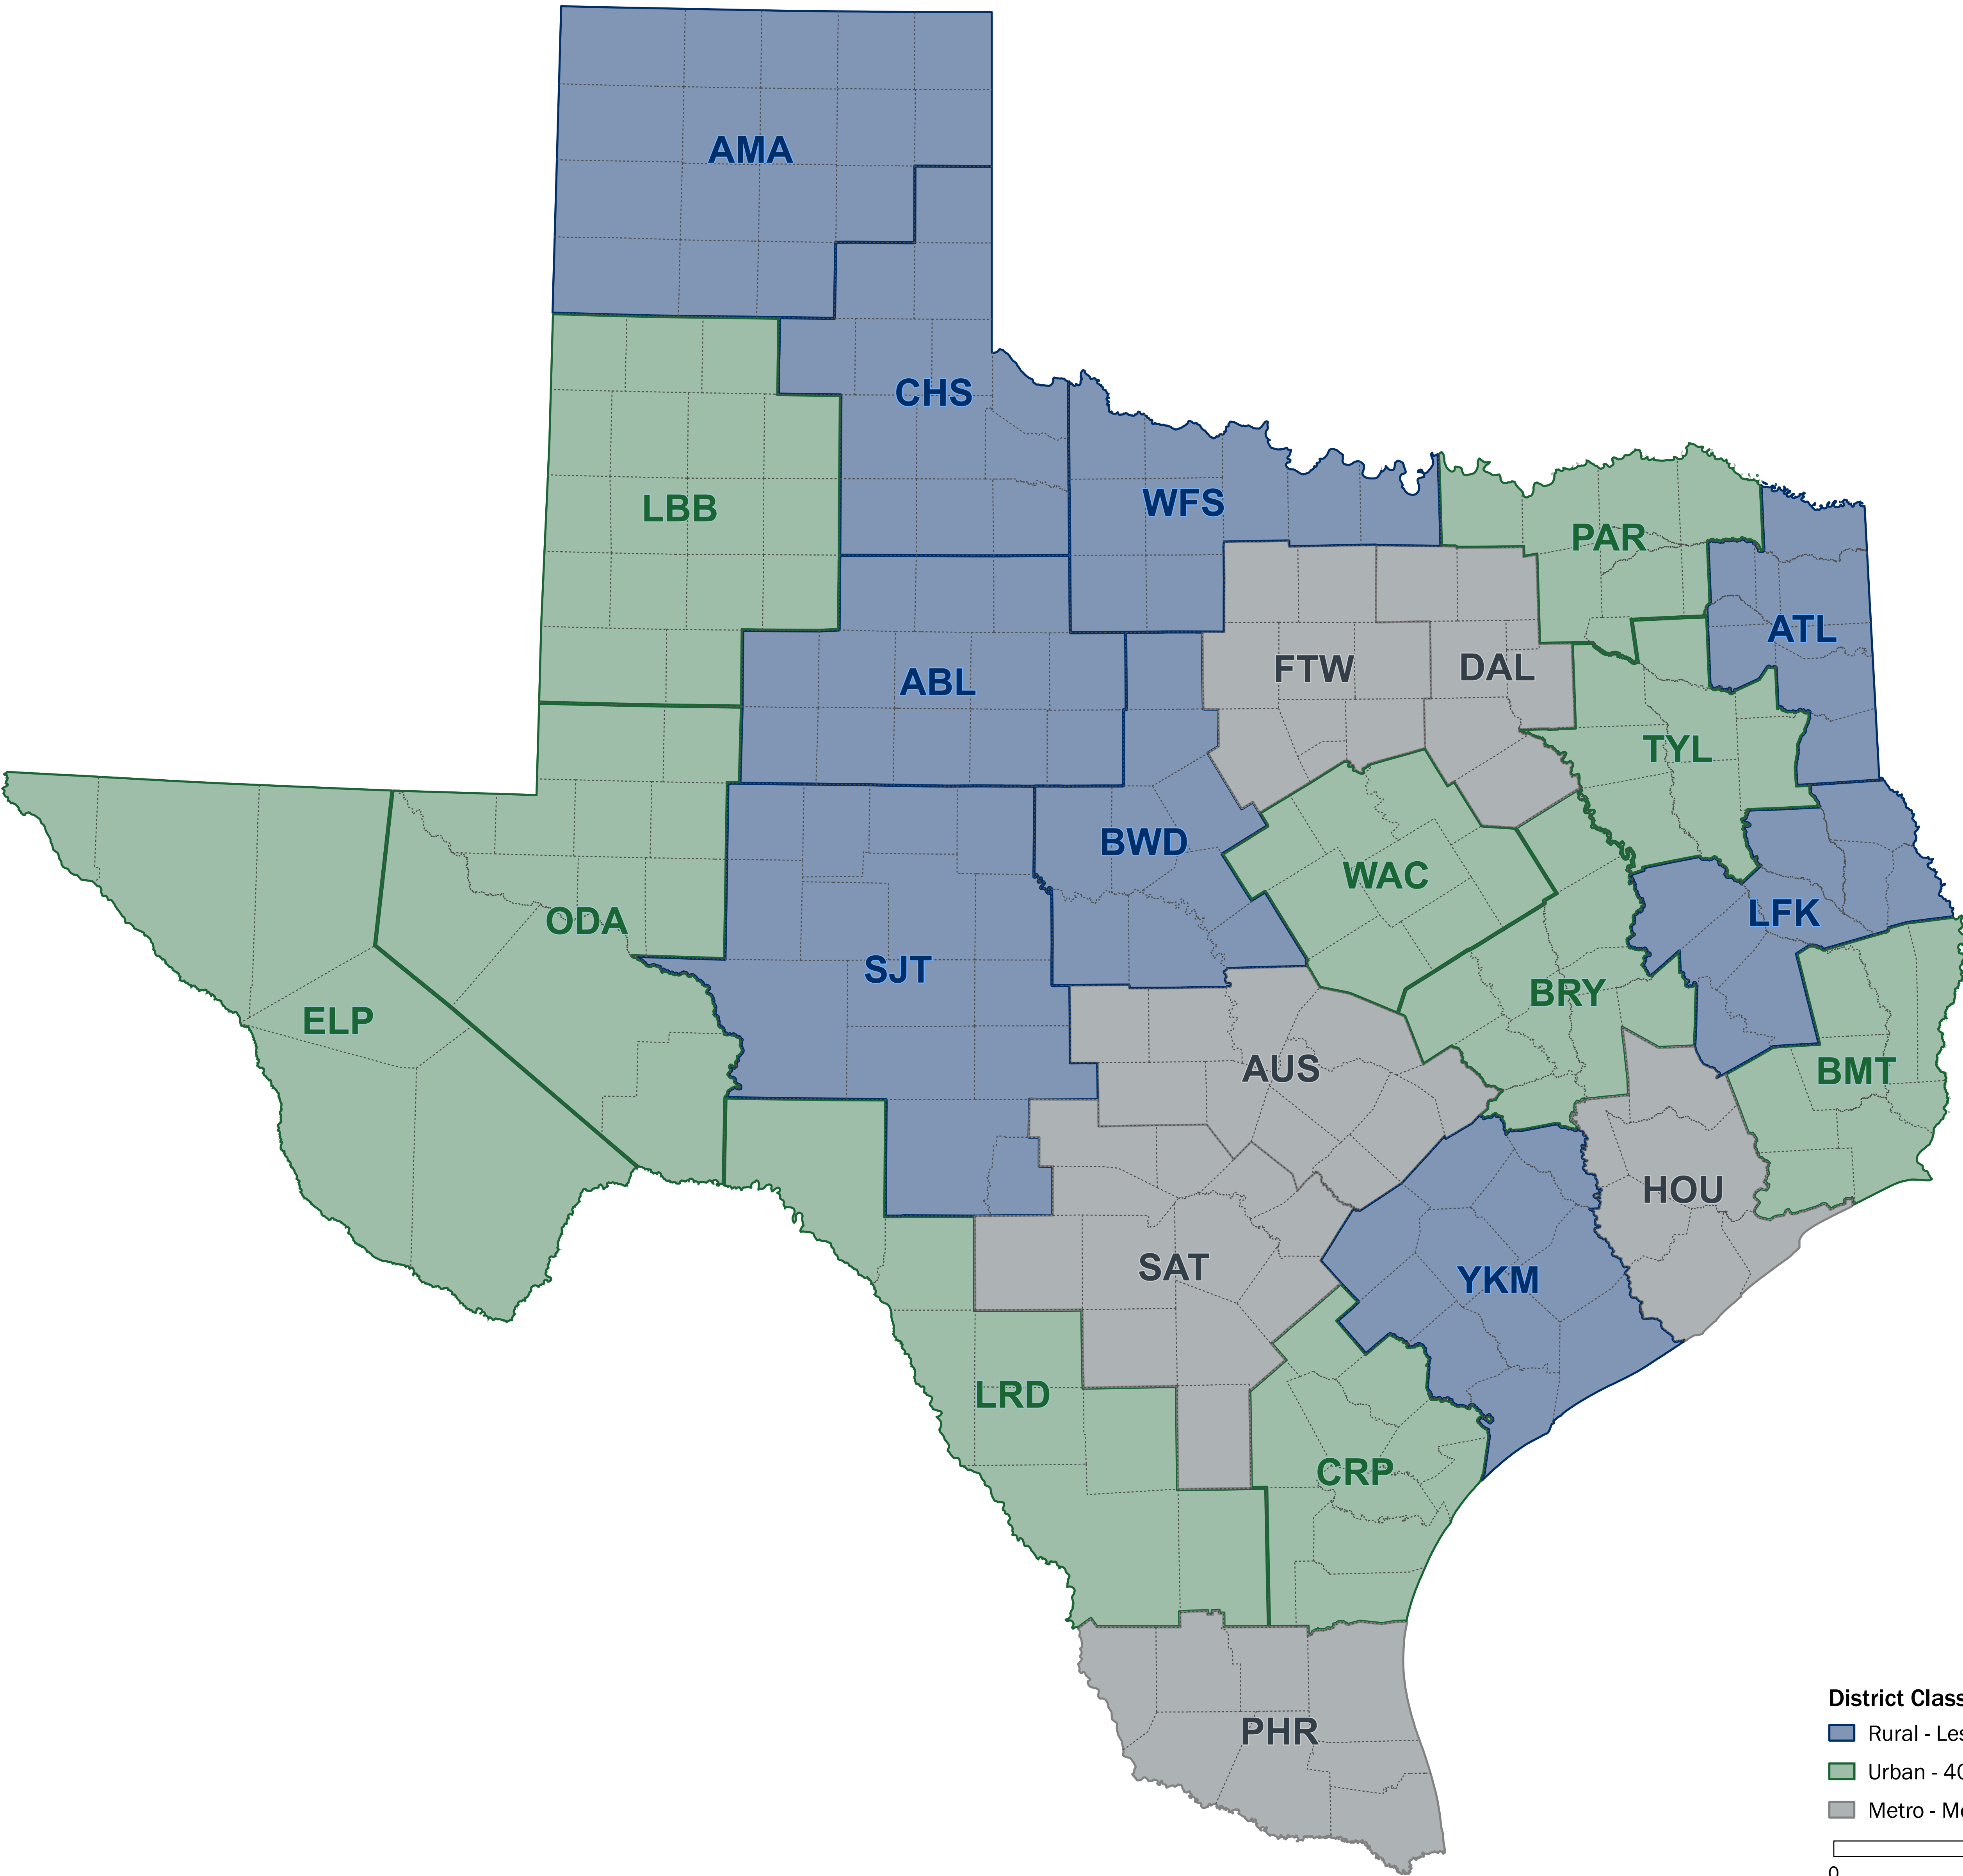 AMA
CHS
LBB
WFS
PAR
ATL
ABL
FTW
DAL
TYL
BWD
WAC
ODA
LFK
SJT
BRY
ELP
AUS
BMT
HOU
SAT
YKM
LRD
CRP
PHR
District Class
Rural - Les
Urban - 40
Metro - Me
0